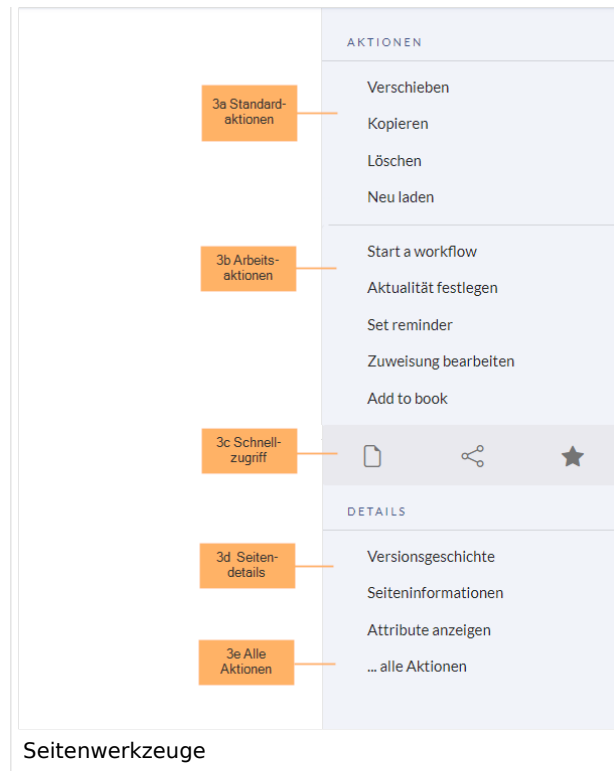 AKTIONEN
3a Standard-
aktionen
Verschieben
Kopieren
Löschen
Neu laden
3b Arbeits-
aktionen
Start a workflow
Aktualität festlegen
Set reminder
Zuweisung bearbeiten
Add to book
3c Schnell-
zugriff
DETAILS
3d Seiten-
details
Versionsgeschichte
Seiteninformationen
Attribute anzeigen
3e Alle
Aktionen
... alle Aktionen
Seitenwerkzeuge